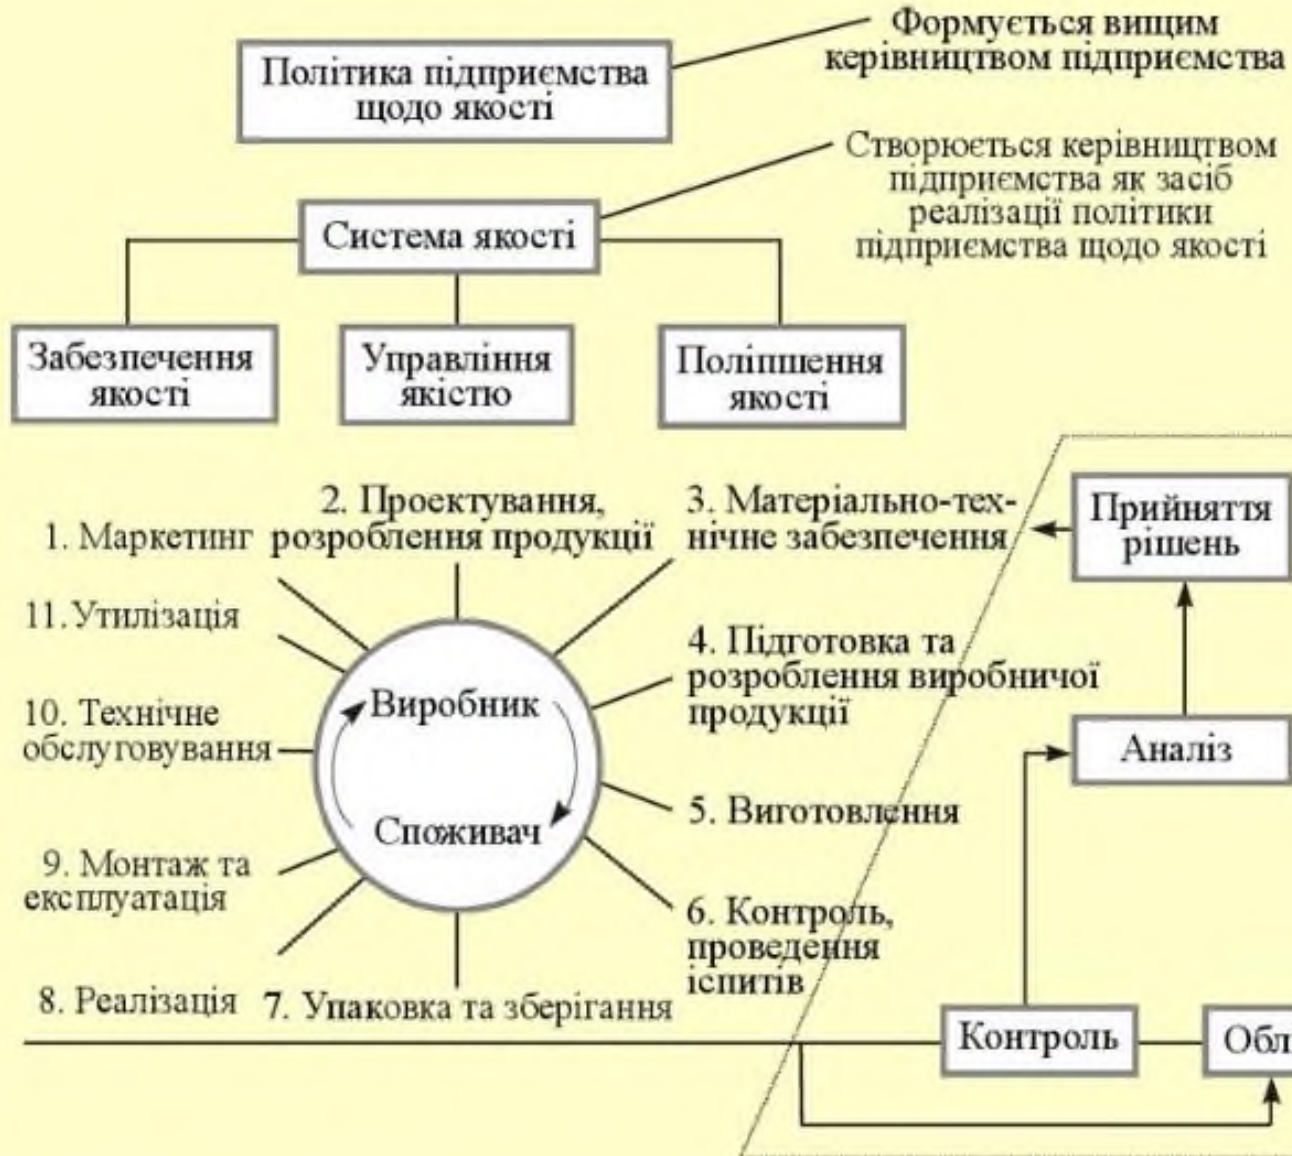 Формується вищим
керівництвом підприємства
Політика підприємства
щодо якості
Створюється керівництвом
підприємства як засіб
реалізації політики
підприємства щодо якості
Система якості
Забезпечення
якості
Управління
якістю
Поліпшення
якості
1. Маркетинг
2. Проектування,
розроблення продукції
3. Матеріально-тех-
нічне забезпечення
Прийняття
рішень
11. Утилізація
4. Підготовка та
розроблення виробничої
продукції
10. Технічне
обслуговування
Виробник
Споживач
Аналіз
5. Виготовлення
9. Монтаж та
експлуатація
6. Контроль,
проведення
іспитів
8. Реалізація
7. Упаковка та зберігання
Контроль
Обл